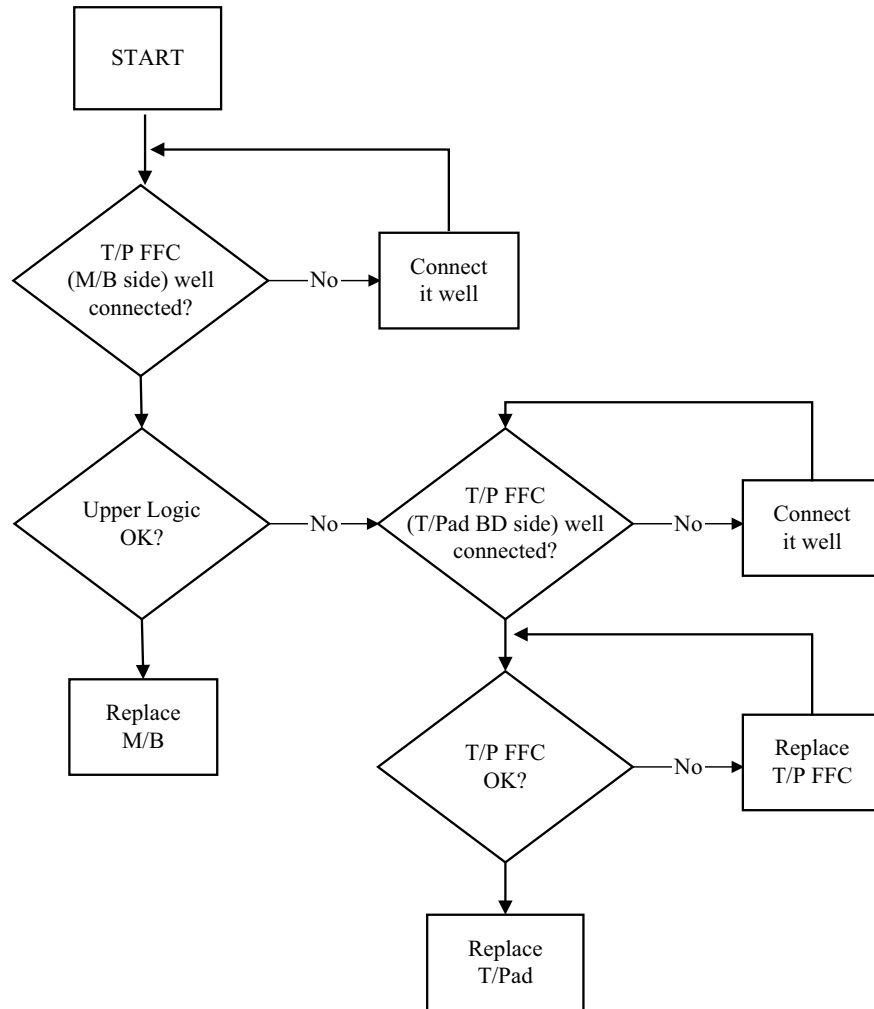 START
T/P FFC
(M/B side) well
connected?
No
Connect
it well
Upper Logic
OK?
No
T/P FFC
(T/Pad BD side) well
connected?
No
Connect
it well
Replace
M/B
T/P FFC
OK?
No
Replace
T/P FFC
Replace
T/Pad